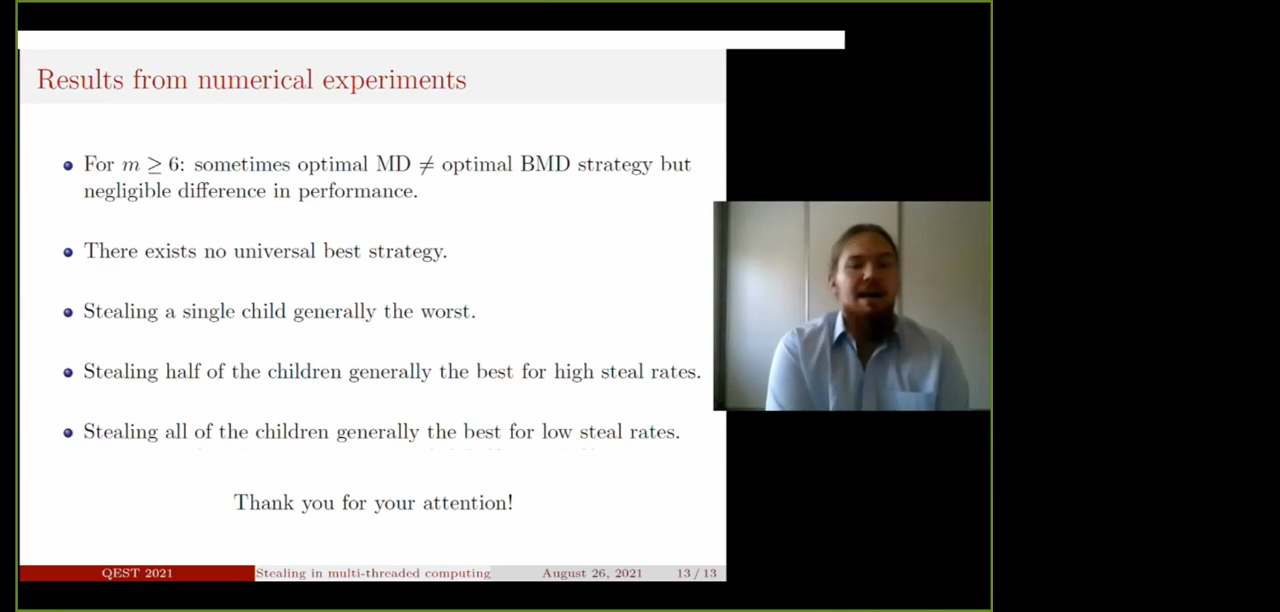 Results from numerical experiments
For m ≥ 6: sometimes optimal MD ≠ optimal BMD strategy but
negligible difference in performance.
There exists no universal best strategy.
Stealing a single child generally the worst.
Stealing half of the children generally the best for high steal rates.
Stealing all of the children generally the best for low steal rates.
Thank you for your attention!
QEST 2021 Stealing in multi-threaded computing August 26, 2021 13 / 13